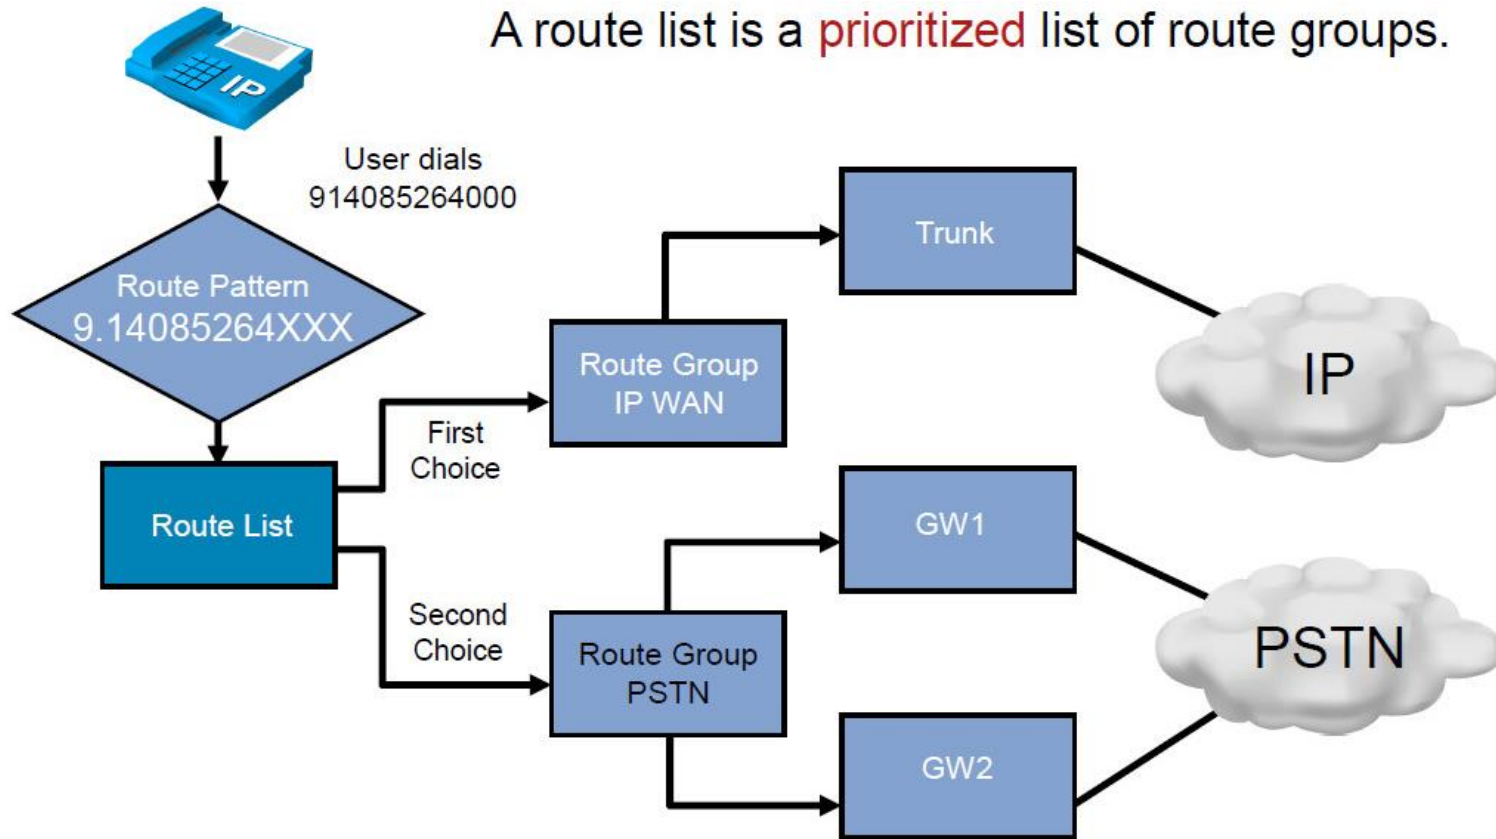 A route list is a prioritized list of route groups.
IP
User dials
914085264000
Route Pattern
9.14085264XXX
Route List
First
Choice
Second
Choice
Route Group
IP WAN
Route Group
PSTN
Trunk
GW1
GW2
IP
PSTN